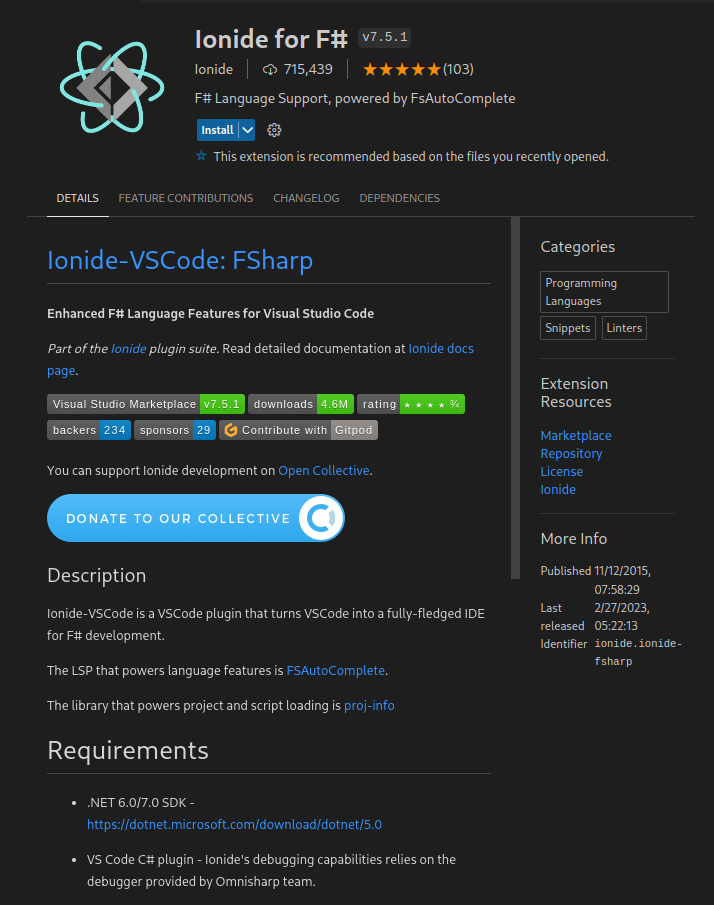 Ionide for F# v7.5.1
Ionide 715,439 ★★★★★(103)
F# Language Support, powered by FsAutoComplete
Install
☆ This extension is recommended based on the files you recently opened.
DETAILS FEATURE CONTRIBUTIONS CHANGELOG DEPENDENCIES
Ionide-VSCode: FSharp
Enhanced F# Language Features for Visual Studio Code
Part of the Ionide plugin suite. Read detailed documentation at Ionide docs
page.
Visual Studio Marketplace v7.5.1 downloads 4.6M rating ★ ★ ★ ★ ¾
backers 234 sponsors 29 Contribute with Gitpod
You can support Ionide development on Open Collective.
DONATE TO OUR COLLECTIVE
Description
Ionide-VSCode is a VSCode plugin that turns VSCode into a fully-fledged IDE
for F# development.
The LSP that powers language features is FSAutoComplete.
The library that powers project and script loading is proj-info
Requirements
• .NET 6.0/7.0 SDK -
https://dotnet.microsoft.com/download/dotnet/5.0
• VS Code C# plugin - Ionide's debugging capabilities relies on the
debugger provided by Omnisharp team.
Categories
Programming
Languages
Snippets Linters
Extension
Resources
Marketplace
Repository
License
Ionide
More Info
Published 11/12/2015,
07:58:29
Last 2/27/2023,
released 05:22:13
Identifier ionide.ionide-
fsharp